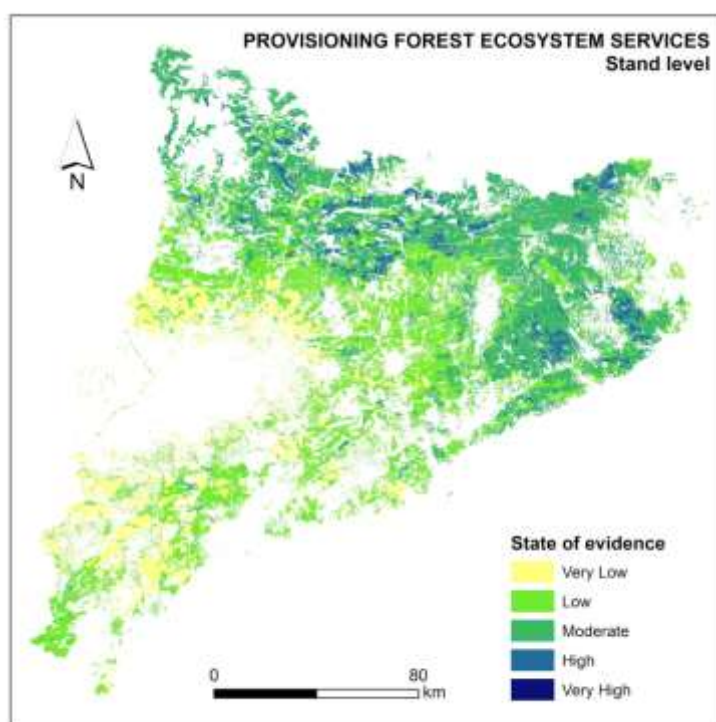 PROVISIONING FOREST ECOSYSTEM SERVICES
Stand level
N
State of evidence
Very Low
Low
Moderate
High
Very High
0 80
km